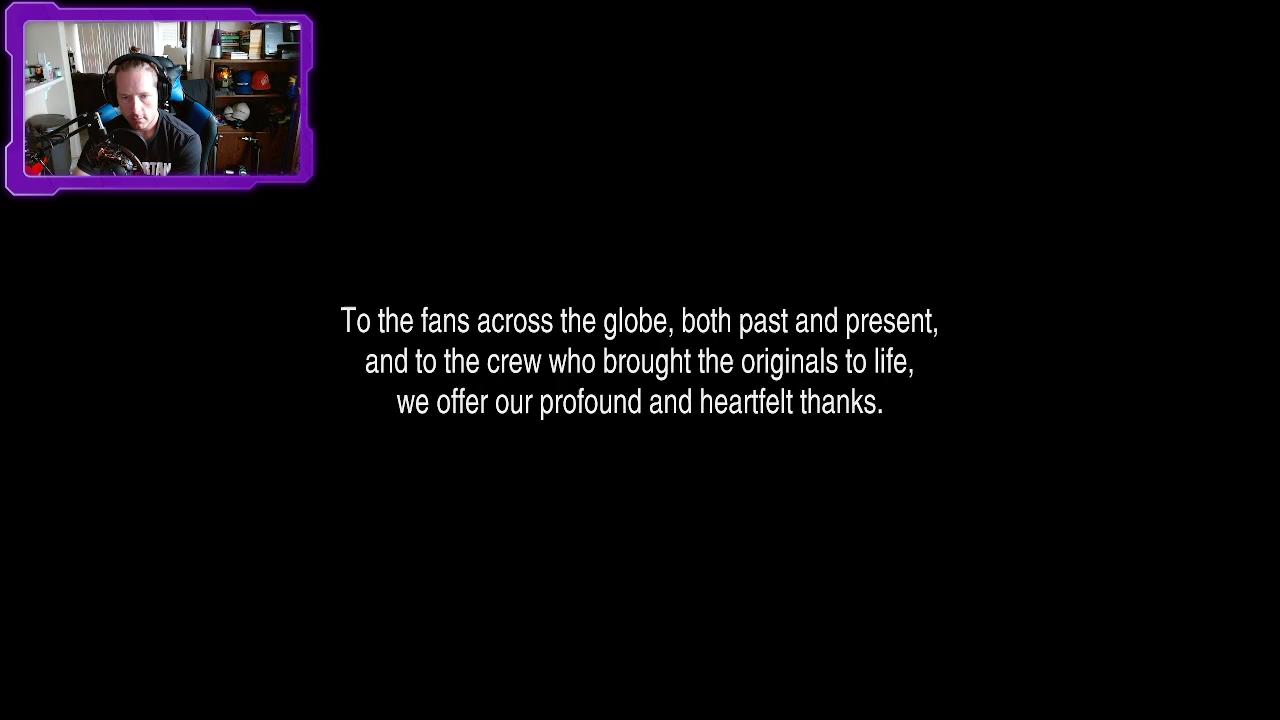 To the fans across the globe, both past and present,
and to the crew who brought the originals to life,
we offer our profound and heartfelt thanks.